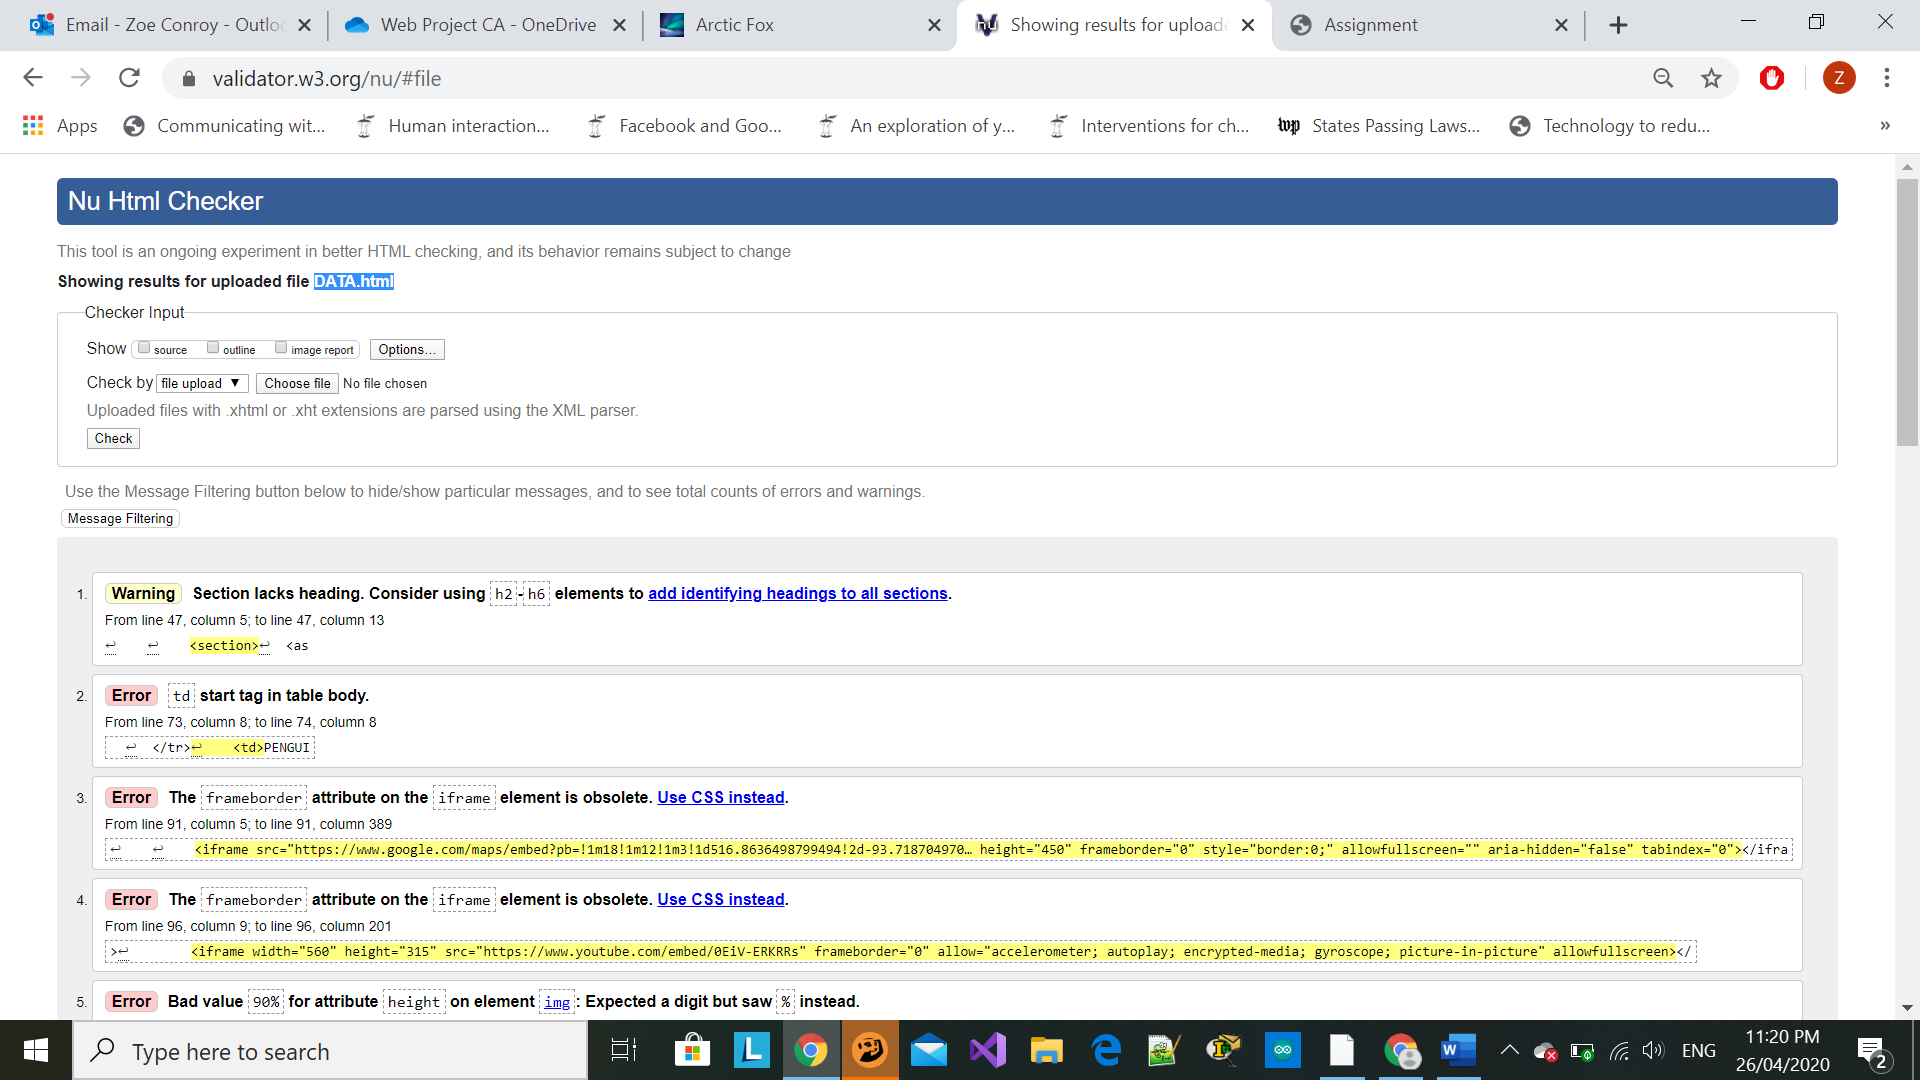 Email - Zoe Conroy - Outlo
Web Project CA - OneDrive
Arctic Fox
Showing results for uploade
Assignment
validator.w3.org/nu/#file
Z
Apps
Communicating wit...
Human interaction...
Facebook and Goo...
An exploration of y...
Interventions for ch...
wp States Passing Laws...
Technology to redu...
»
Nu Html Checker
This tool is an ongoing experiment in better HTML checking, and its behavior remains subject to change
Showing results for uploaded file DATA.html
Checker Input
Show source outline image report Options...
Check by file upload ▼ Choose file No file chosen
Uploaded files with .xhtml or .xht extensions are parsed using the XML parser.
Check
Use the Message Filtering button below to hide/show particular messages, and to see total counts of errors and warnings.
Message Filtering
1. Warning Section lacks heading. Consider using h2-h6 elements to add identifying headings to all sections.
From line 47, column 5; to line 47, column 13
↩ ↩ <section>↩ <as
2. Error td start tag in table body.
From line 73, column 8; to line 74, column 8
↩ </tr>↩ <td>PENGUI
3. Error The frameborder attribute on the iframe element is obsolete. Use CSS instead.
From line 91, column 5; to line 91, column 389
↩ ↩ <iframe src="https://www.google.com/maps/embed?pb=!1m18!1m12!1m3!1d516.8636498799494!2d-93.718704970… height="450" frameborder="0" style="border:0;" allowfullscreen="" aria-hidden="false" tabindex="0"></ifra
4. Error The frameborder attribute on the iframe element is obsolete. Use CSS instead.
From line 96, column 9; to line 96, column 201
>↩ <iframe width="560" height="315" src="https://www.youtube.com/embed/0EiV-ERKRRs" frameborder="0" allow="accelerometer; autoplay; encrypted-media; gyroscope; picture-in-picture" allowfullscreen></
5. Error Bad value 90% for attribute height on element img: Expected a digit but saw % instead.
Type here to search
L
W
ENG
11:20 PM
26/04/2020
2